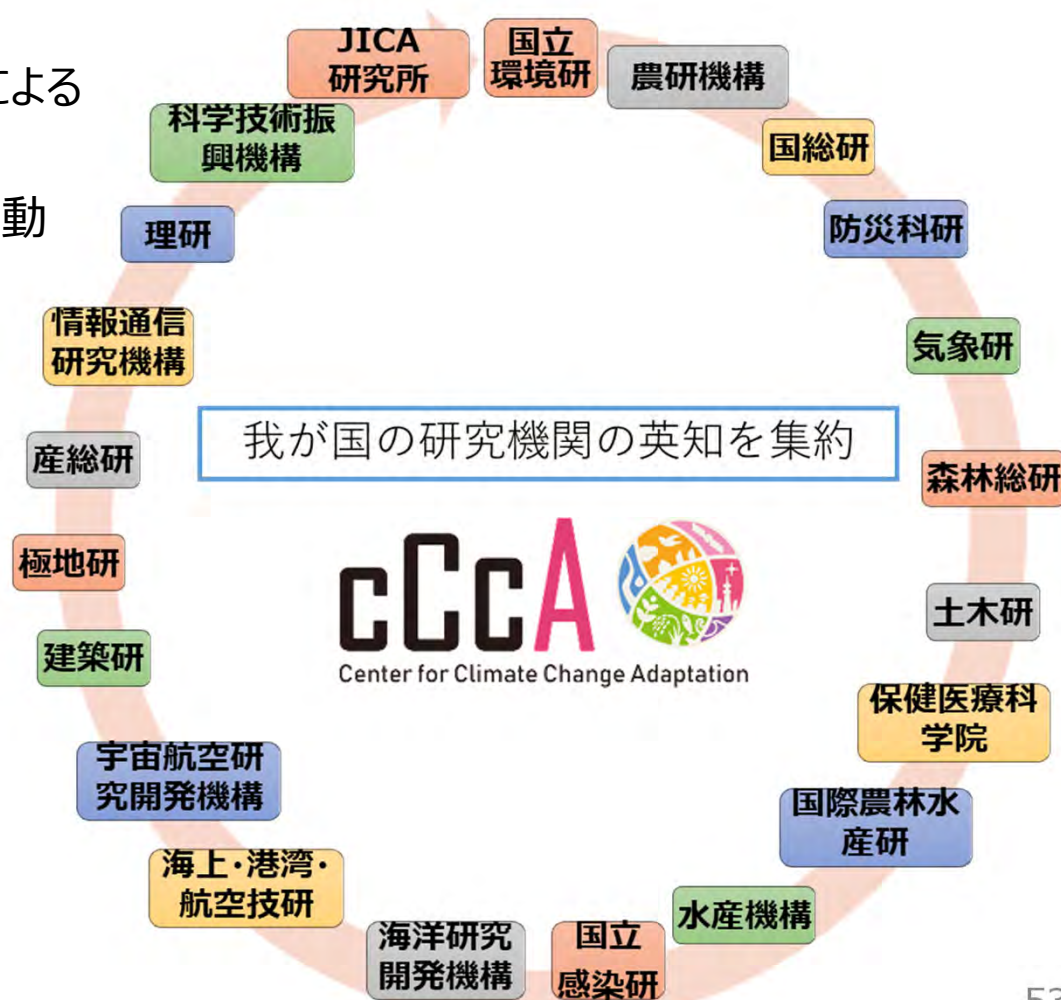 による
動
JICA
研究所
国立
環境研
農研機構
国総研
防災科研
気象研
森林総研
土木研
保健医療科
学院
国際農林水
産研
水産機構
国立
感染研
海洋研究
開発機構
海上・港湾・
航空技研
宇宙航空研
究開発機構
建築研
極地研
産総研
情報通信
研究機構
理研
科学技術振
興機構
我が国の研究機関の英知を集約
cCcA
Center for Climate Change Adaptation